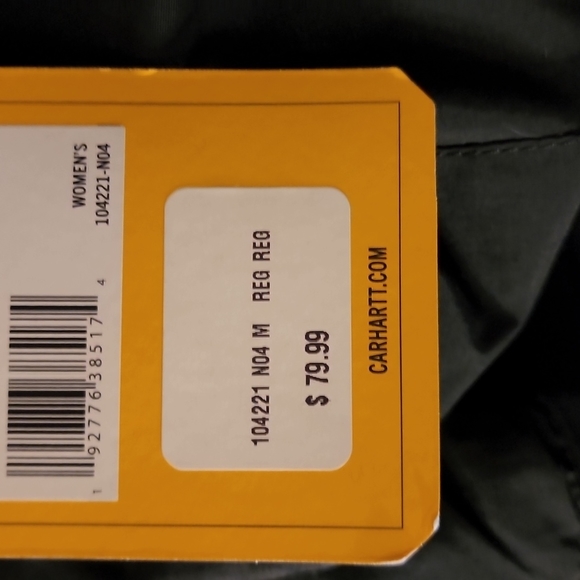 WOMEN'S
104221-N04
1 92776 38517 4
104221 N04 M REG REG
$ 79.99
CARHARTT.COM